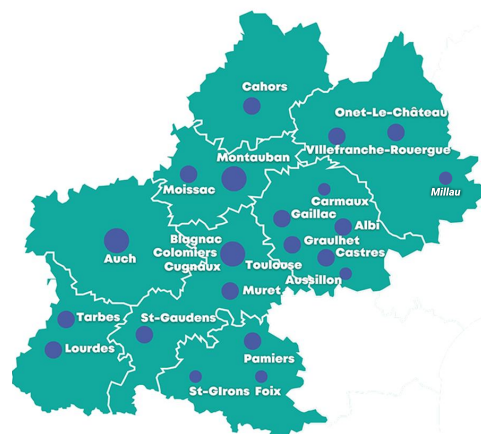 Cahors
Onet-Le-Château
VIllefranche-Rouergue
Montauban
Moissac
Millau
Carmaux
Gaillac
Albi
Blagnac
Colomiers
Cugnaux
Toulouse
Graulhet
Castres
Auch
Aussillon
Muret
Tarbes
St-Gaudens
Lourdes
Pamiers
St-GIrons
Foix